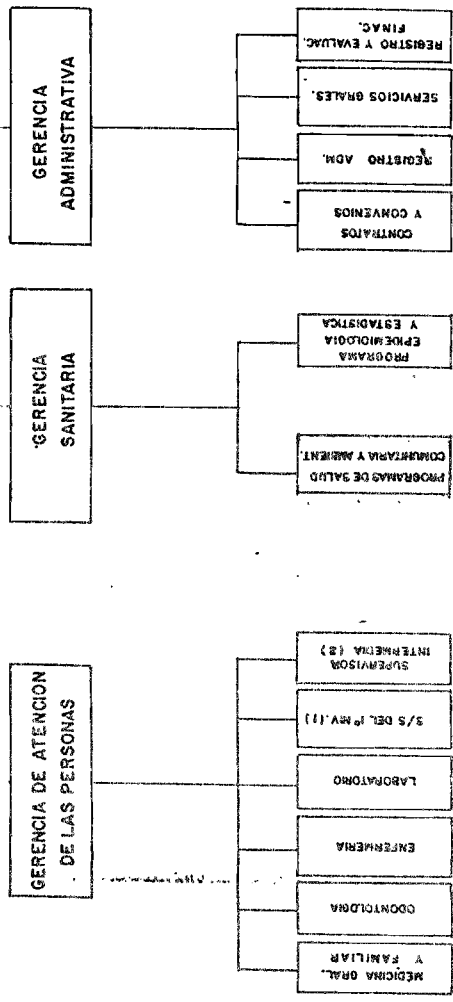 GERENCIA DE ATENCION
DE LAS PERSONAS
MEDICINA GRAL.
Y FAMILIAR
ODONTOLOGIA
ENFERMERIA
LABORATORIO
S/S DEL 1º NIV.(1)
SUPERVISOR
INTERMEDIA (2)
GERENCIA
SANITARIA
PROGRAMAS DE SALUD
COMUNITARIA Y AMBIENT.
PROGRAMA
EPIDEMIOLOGIA
Y ESTADISTICA
GERENCIA
ADMINISTRATIVA
CONTRATOS
Y CONVENIOS
REGISTRO ADM.
SERVICIOS GRALES.
REGISTRO Y EVALUAC.
FINAC.